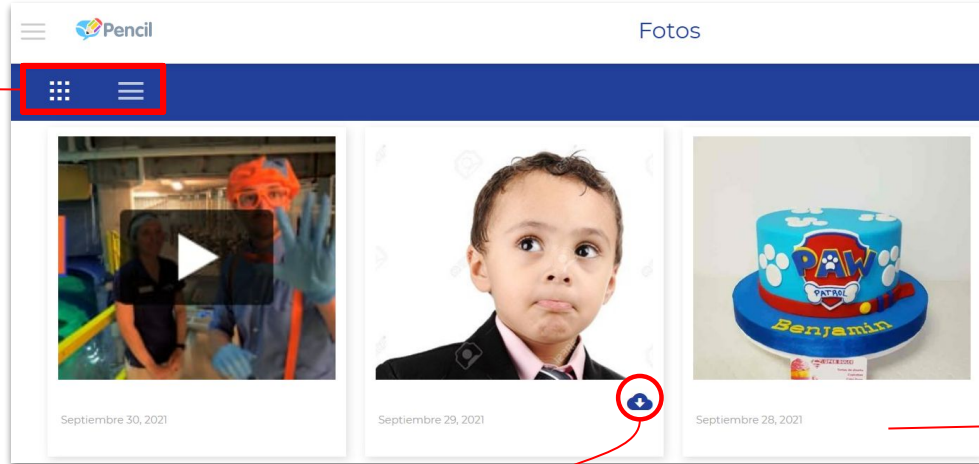 Pencil
Fotos
PAW
PATROL
Benjamin
Septiembre 30, 2021
Septiembre 29, 2021
Septiembre 28, 2021